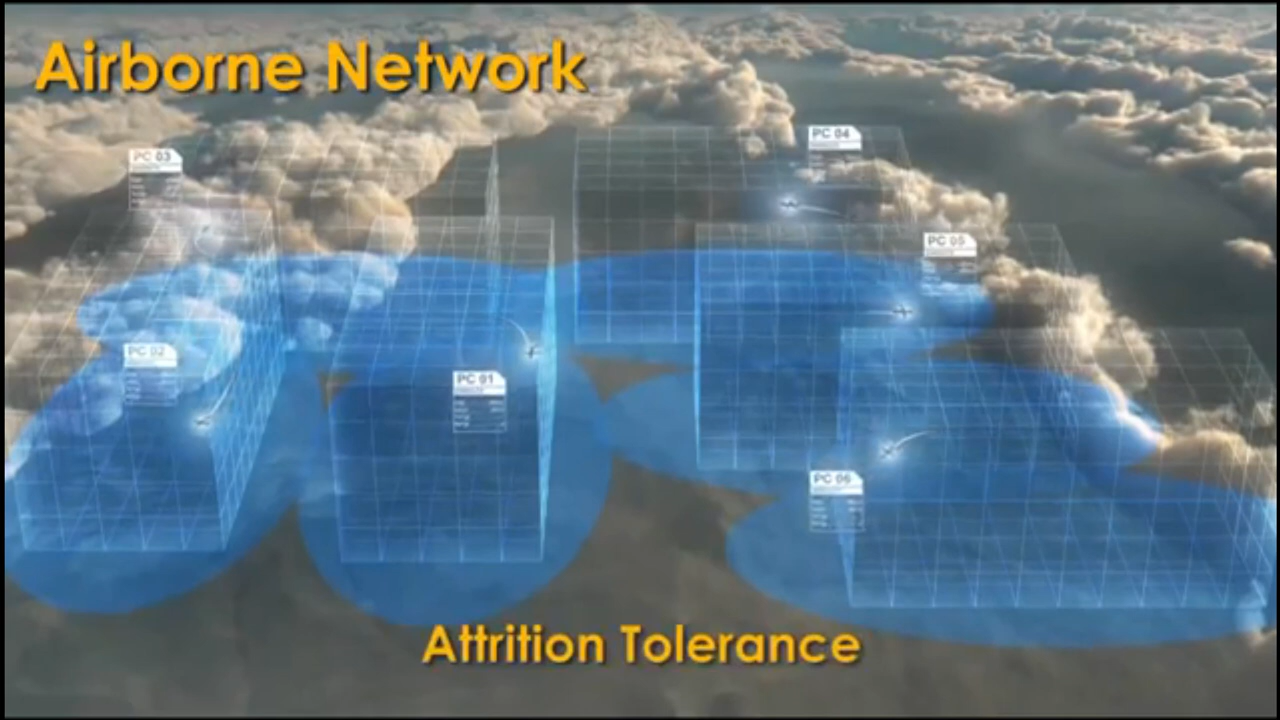 Airborne Network
PC 04
PC 03
PC 05
PC 02
PC 01
PC 06
Attrition Tolerance